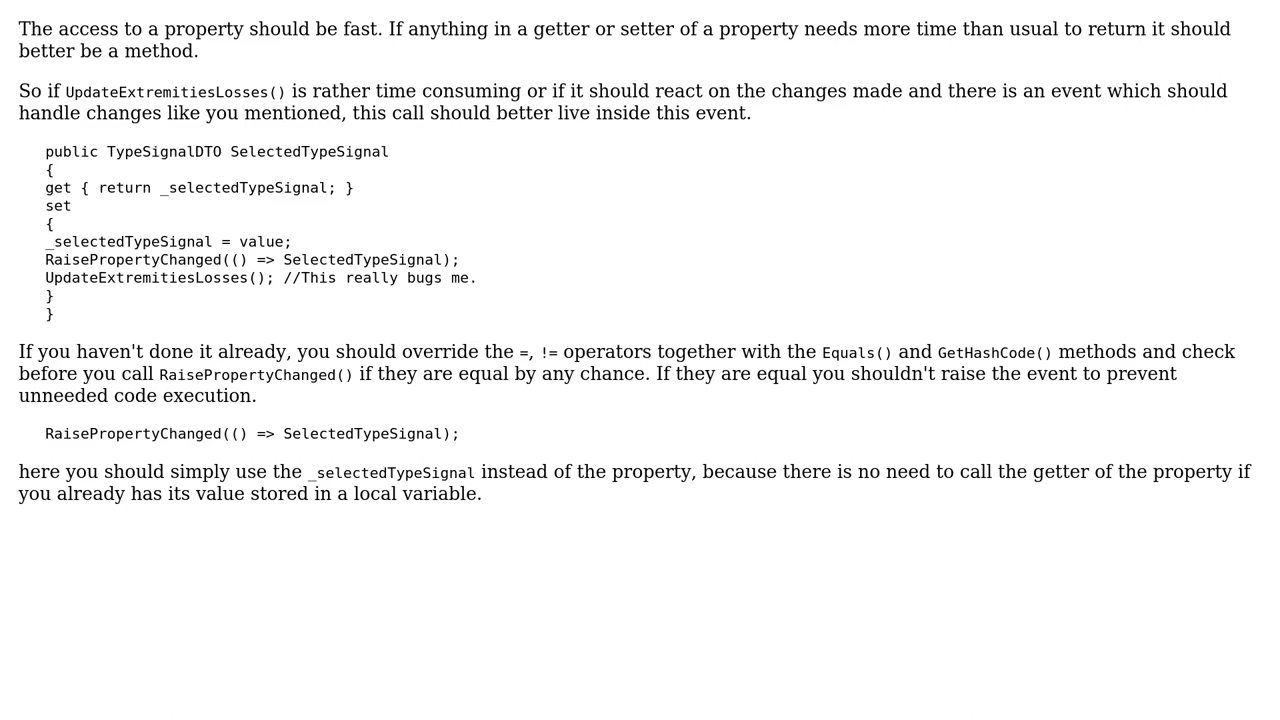 The access to a property should be fast. If anything in a getter or setter of a property needs more time than usual to return it should
better be a method.
So if UpdateExtremitiesLosses() is rather time consuming or if it should react on the changes made and there is an event which should
handle changes like you mentioned, this call should better live inside this event.
public TypeSignalDTO SelectedTypeSignal
{
get { return _selectedTypeSignal; }
set
{
_selectedTypeSignal = value;
RaisePropertyChanged(() => SelectedTypeSignal);
UpdateExtremitiesLosses(); //This really bugs me.
}
}
If you haven't done it already, you should override the =, != operators together with the Equals() and GetHashCode() methods and check
before you call RaisePropertyChanged() if they are equal by any chance. If they are equal you shouldn't raise the event to prevent
unneeded code execution.
RaisePropertyChanged(() => SelectedTypeSignal);
here you should simply use the _selectedTypeSignal instead of the property, because there is no need to call the getter of the property if
you already has its value stored in a local variable.